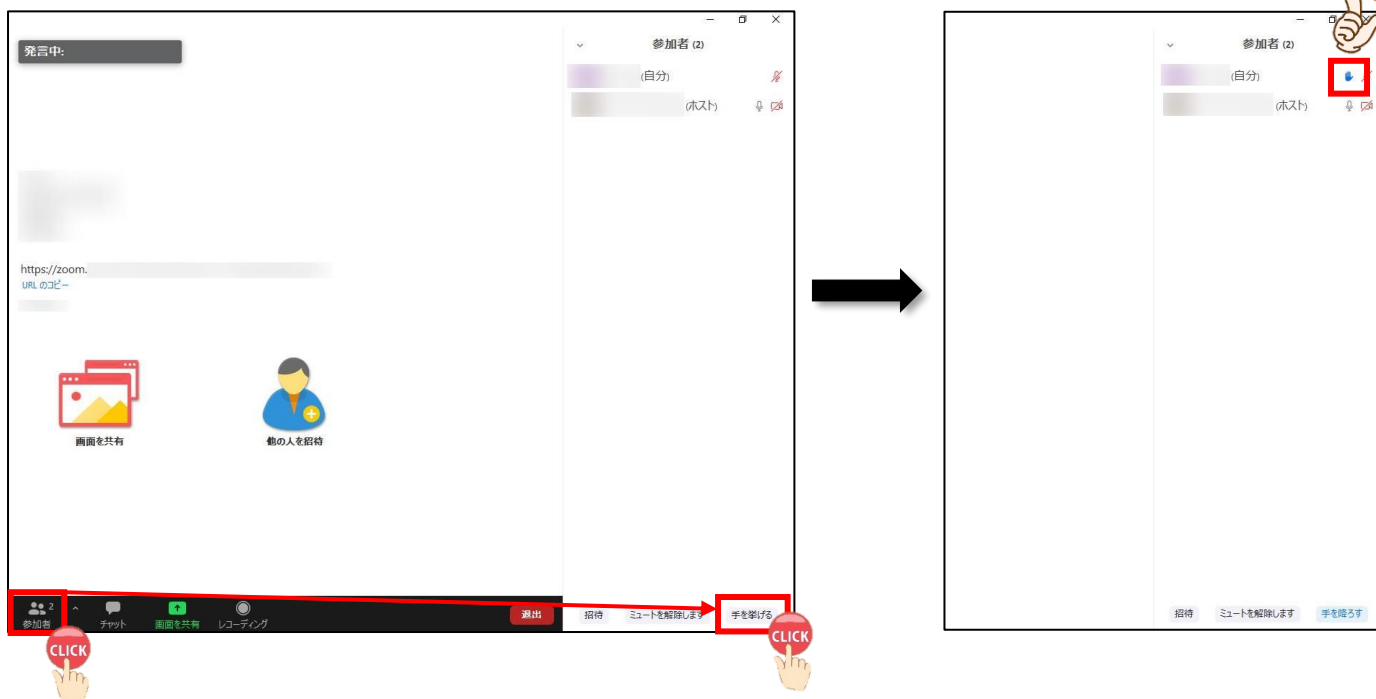 発言中:
https://zoom.
URL のコピー
画面を共有
他の人を招待
2
参加者
チャット
画面を共有
レコーディング
退出
CLICK
参加者 (2)
(自分)
(ホスト)
招待
ミュートを解除します
手を挙げる
CLICK
参加者 (2)
(自分)
(ホスト)
招待
ミュートを解除します
手を降ろす